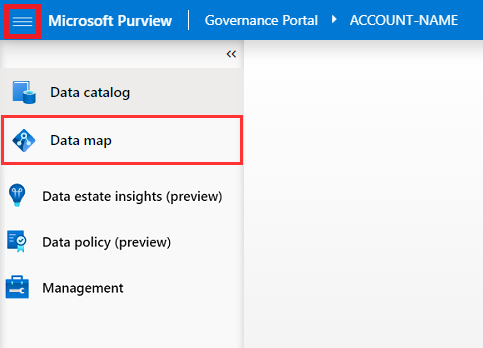 Microsoft Purview Governance Portal ACCOUNT-NAME
Data catalog
Data map
Data estate insights (preview)
Data policy (preview)
Management